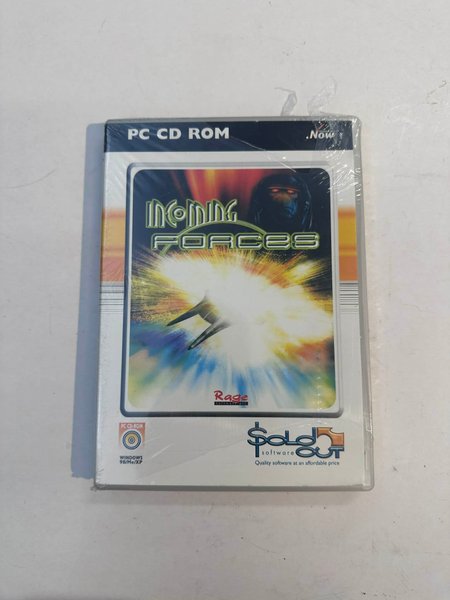 PC CD ROM
.Now
INCOMING
FORCES
Rage
PC CD-ROM
WINDOWS
98/Me/XP
Sold
software OUT
Quality software at an affordable price